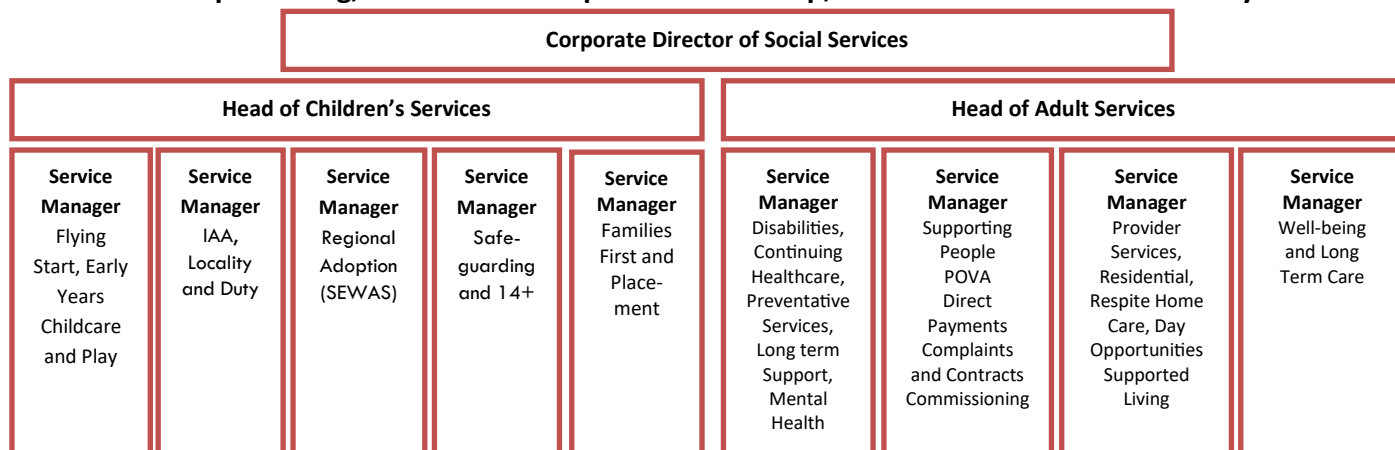 Corporate Director of Social Services
Head of Children's Services
Head of Adult Services
Service
Manager
Flying
Start, Early
Years
Childcare
and Play
Service
Manager
IAA,
Locality
and Duty
Service
Manager
Regional
Adoption
(SEWAS)
Service
Manager
Safe-
guarding
and 14+
Service
Manager
Families
First and
Place-
ment
Service
Manager
Disabilities,
Continuing
Healthcare,
Preventative
Services,
Long term
Support,
Mental
Health
Service
Manager
Supporting
People
POVA
Direct
Payments
Complaints
and Contracts
Commissioning
Service
Manager
Provider
Services,
Residential,
Respite Home
Care, Day
Opportunities
Supported
Living
Service
Manager
Well-being
and Long
Term Care